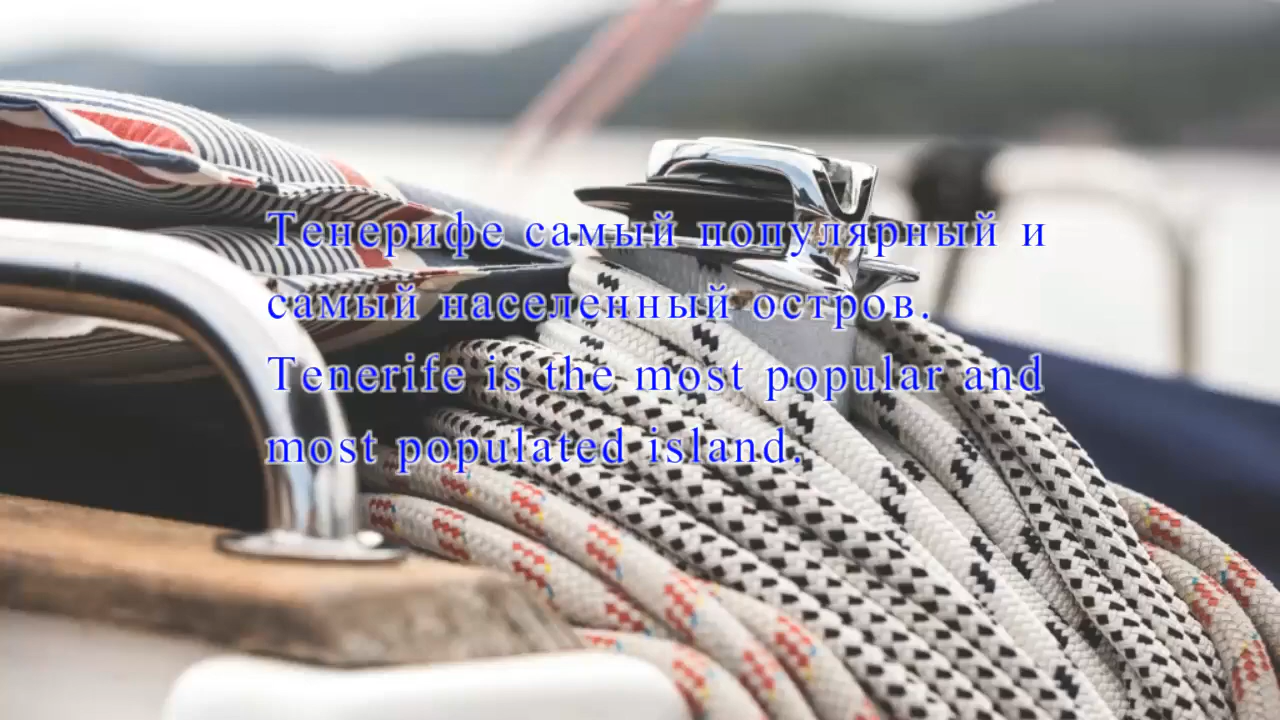 Тенерифе самый популярный и
самый населенный остров.
Tenerife is the most popular and
most populated island.